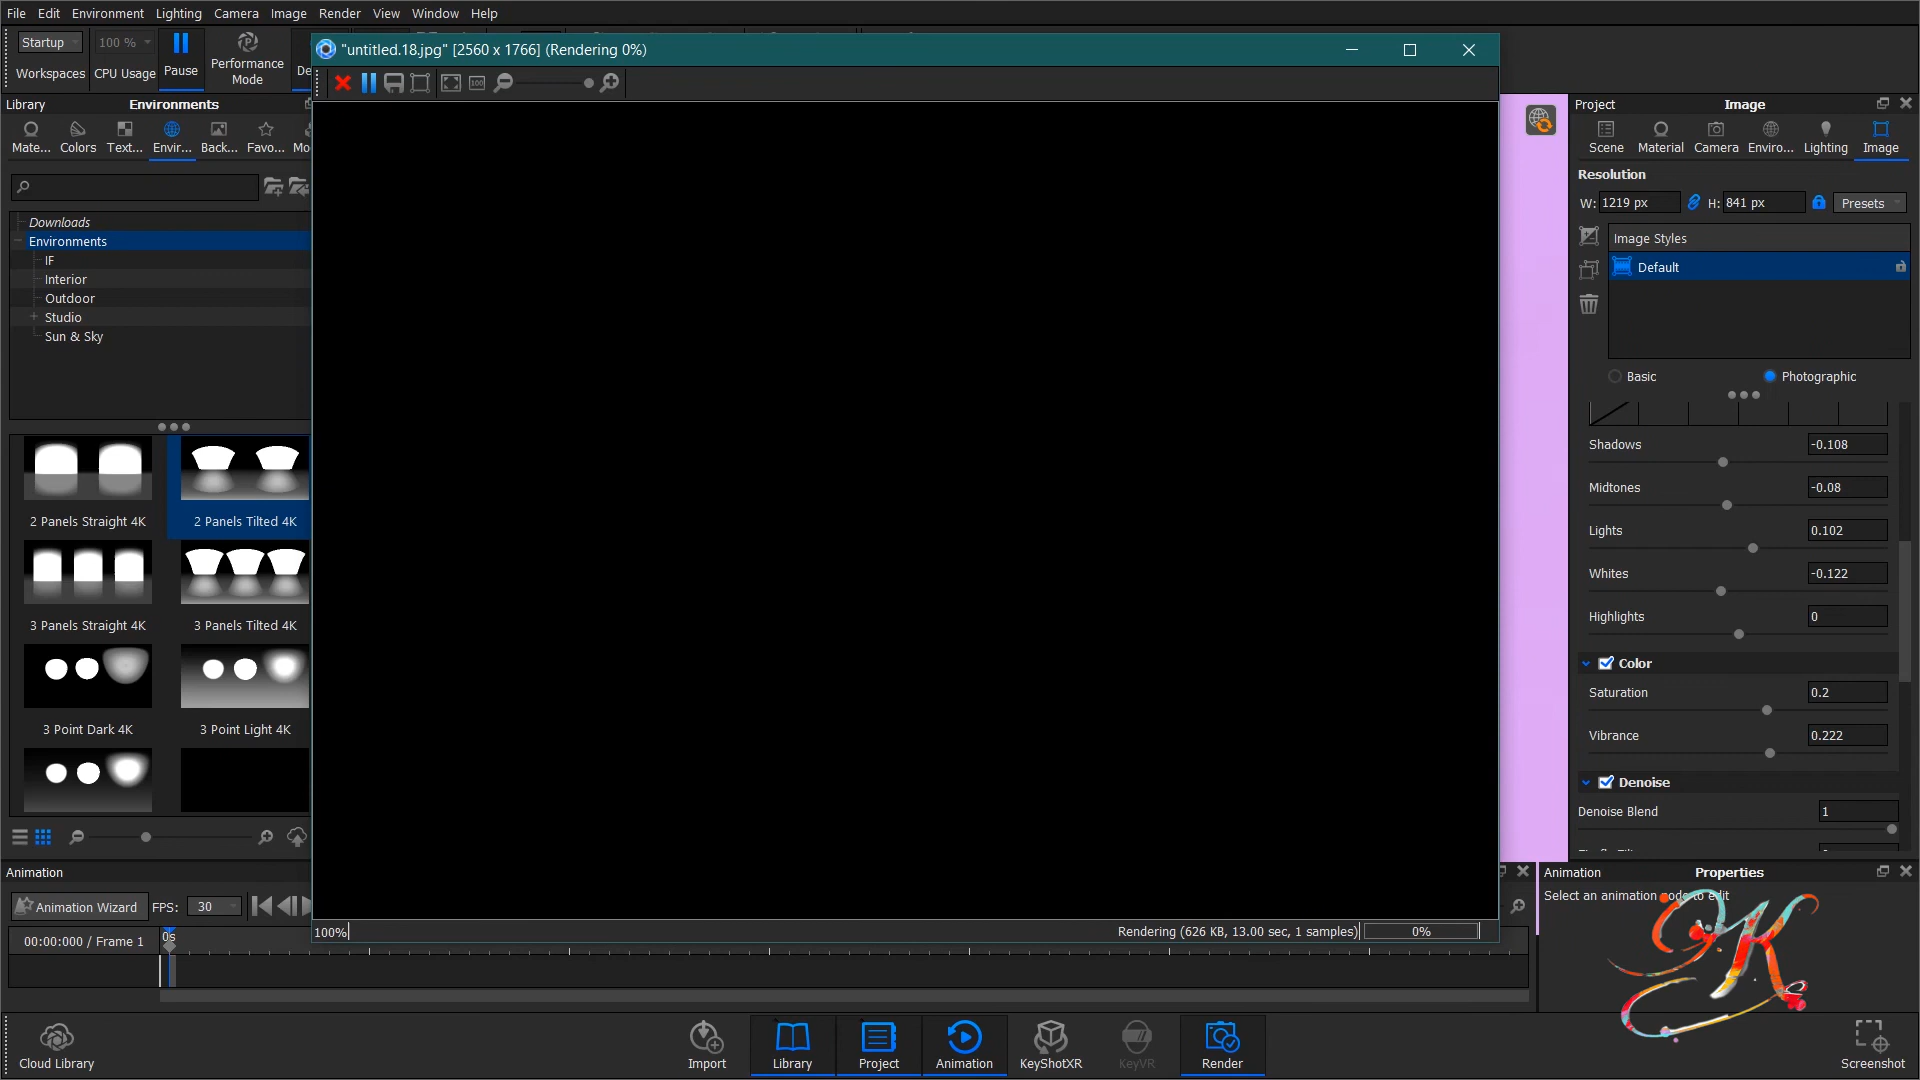 File Edit Environment Lighting Camera Image Render View Window Help
Startup 100 %
Workspaces CPU Usage Pause Performance Mode De
"untitled.18.jpg" [2560 x 1766] (Rendering 0%)
100
Library Environments
Mate... Colors Text... Envir... Back... Favo... Mo
Downloads
Environments
IF
Interior
Outdoor
Studio
Sun & Sky
2 Panels Straight 4K 2 Panels Tilted 4K
3 Panels Straight 4K 3 Panels Tilted 4K
3 Point Dark 4K 3 Point Light 4K
100% Rendering (626 KB, 13.00 sec, 1 samples) 0%
Project Image
Scene Material Camera Enviro... Lighting Image
Resolution
W: 1219 px H: 841 px Presets
Image Styles
Default
Basic Photographic
Shadows -0.108
Midtones -0.08
Lights 0.102
Whites -0.122
Highlights 0
Color
Saturation 0.2
Vibrance 0.222
Denoise
Denoise Blend 1
Animation
Animation Wizard FPS: 30
00:00:000 / Frame 1 0s
Animation Properties
Select an animation node to edit
K
Cloud Library Import Library Project Animation KeyShotXR KeyVR Render Screenshot